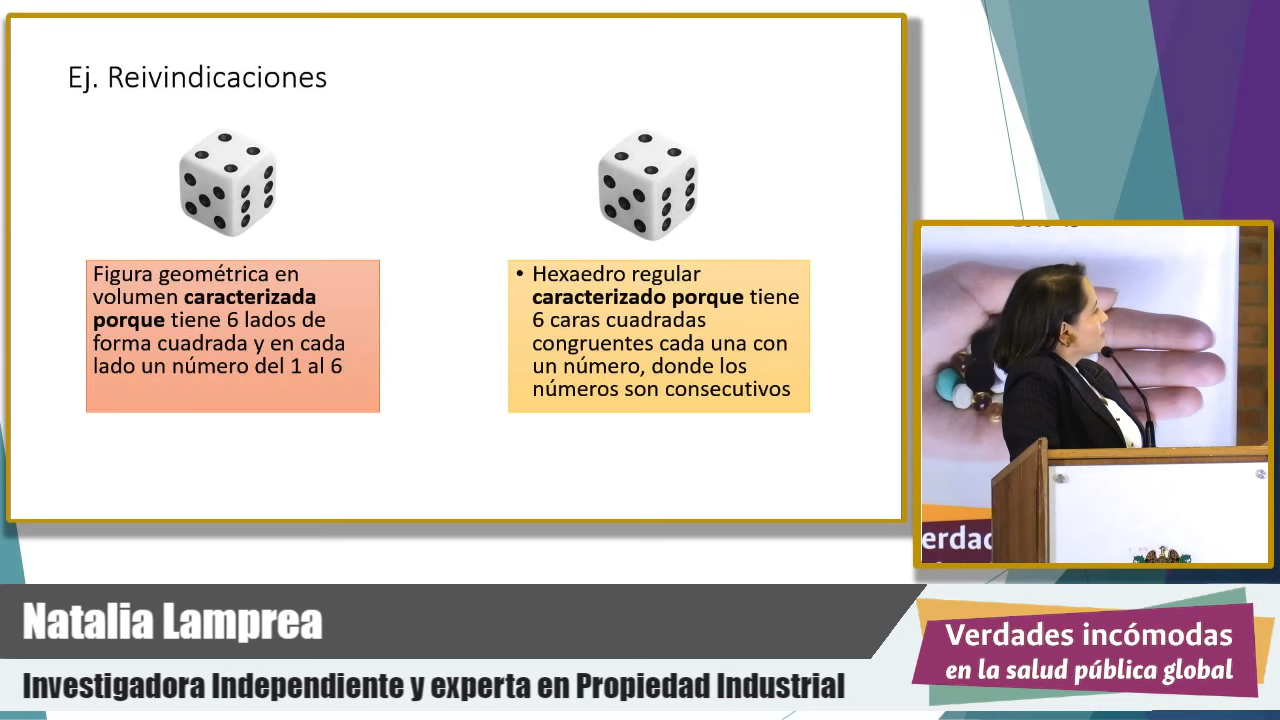 Ej. Reivindicaciones
Figura geométrica en
volumen caracterizada
porque tiene 6 lados de
forma cuadrada y en cada
lado un número del 1 al 6
• Hexaedro regular
caracterizado porque tiene
6 caras cuadradas
congruentes cada una con
un número, donde los
números son consecutivos
erdad
Natalia Lamprea
Investigadora Independiente y experta en Propiedad Industrial
Verdades incómodas
en la salud pública global